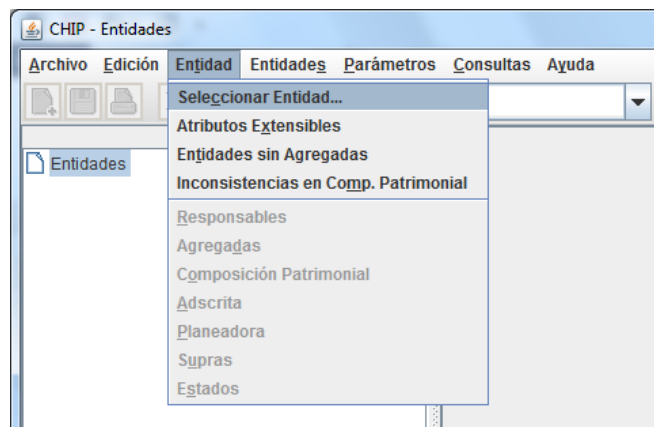 CHIP - Entidades
Archivo Edición Entidad Entidades Parámetros Consultas Ayuda
Seleccionar Entidad...
Atributos Extensibles
Entidades
Entidades sin Agregadas
Inconsistencias en Comp. Patrimonial
Responsables
Agregadas
Composición Patrimonial
Adscrita
Planeadora
Supras
Estados